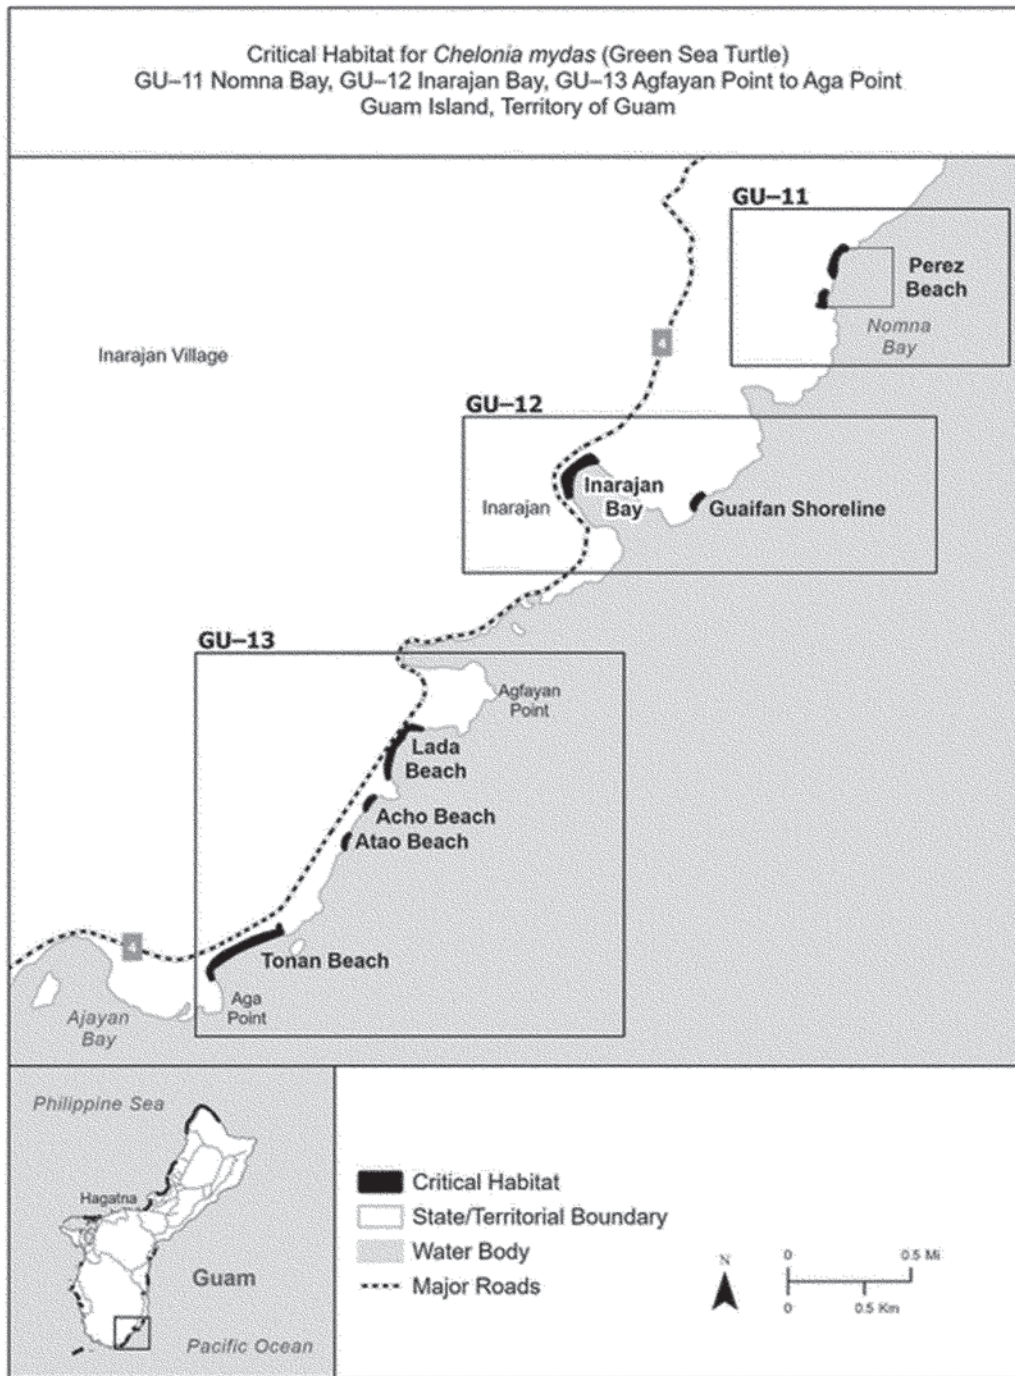 Critical Habitat for Chelonia mydas (Green Sea Turtle)
GU–11 Nomna Bay, GU–12 Inarajan Bay, GU–13 Agfayan Point to Aga Point
Guam Island, Territory of Guam
GU–11
Perez
Beach
Nomna
Bay
4
Inarajan Village
GU–12
Inarajan
Inarajan
Bay
Guaifan Shoreline
GU–13
Agfayan
Point
Lada
Beach
Acho Beach
Atao Beach
4
Tonan Beach
Aga
Point
Ajayan
Bay
Philippine Sea
Hagatna
Guam
Pacific Ocean
Critical Habitat
State/Territorial Boundary
Water Body
Major Roads
N
0 0.5 Mi
0 0.5 Km